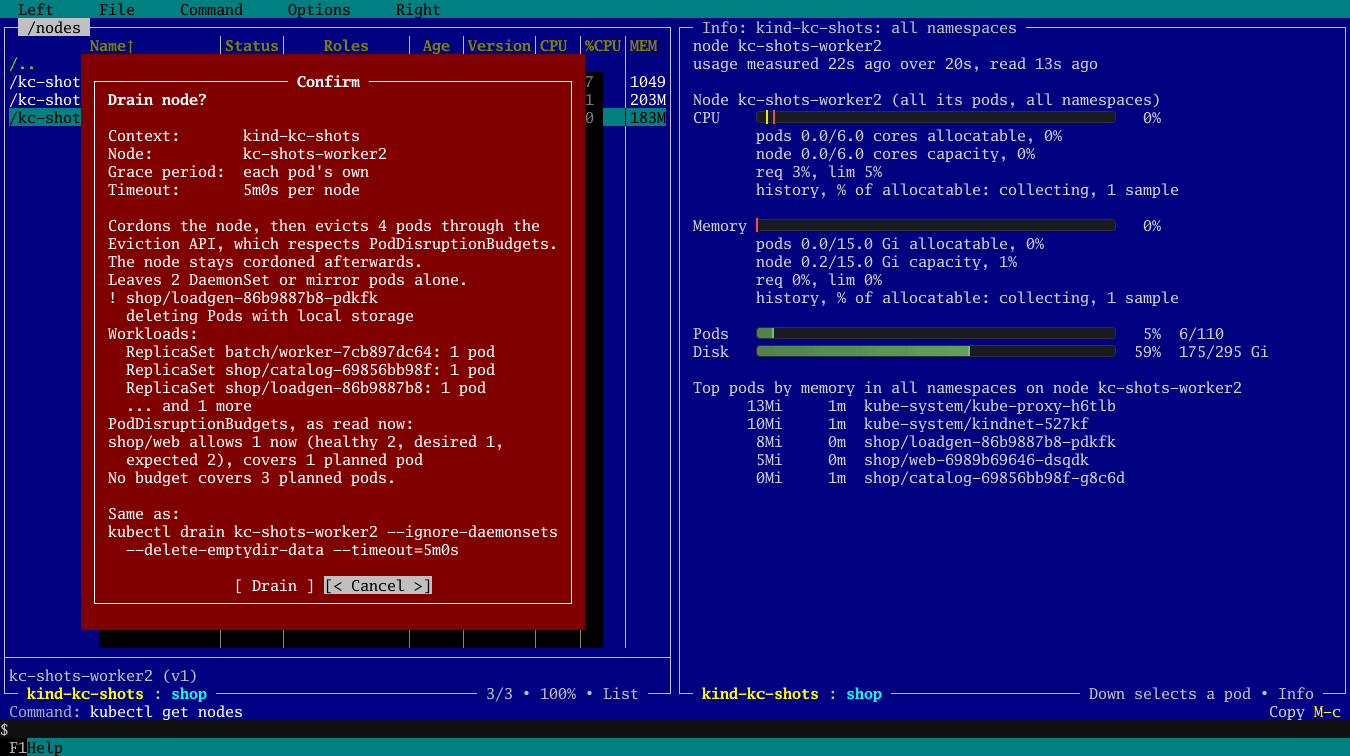 Left File Command Options Right
/nodes
Name↑ Status Roles Age Version CPU %CPU MEM
/..
/kc-shot 7 1049
/kc-shot 1 203M
/kc-shot 0 183M
Confirm
Drain node?
Context: kind-kc-shots
Node: kc-shots-worker2
Grace period: each pod's own
Timeout: 5m0s per node
Cordons the node, then evicts 4 pods through the
Eviction API, which respects PodDisruptionBudgets.
The node stays cordoned afterwards.
Leaves 2 DaemonSet or mirror pods alone.
! shop/loadgen-86b9887b8-pdkfk
deleting Pods with local storage
Workloads:
ReplicaSet batch/worker-7cb897dc64: 1 pod
ReplicaSet shop/catalog-69856bb98f: 1 pod
ReplicaSet shop/loadgen-86b9887b8: 1 pod
... and 1 more
PodDisruptionBudgets, as read now:
shop/web allows 1 now (healthy 2, desired 1,
expected 2), covers 1 planned pod
No budget covers 3 planned pods.
Same as:
kubectl drain kc-shots-worker2 --ignore-daemonsets
--delete-emptydir-data --timeout=5m0s
[ Drain ] [< Cancel >]
kc-shots-worker2 (v1)
kind-kc-shots : shop 3/3 • 100% • List
Info: kind-kc-shots: all namespaces
node kc-shots-worker2
usage measured 22s ago over 20s, read 13s ago
Node kc-shots-worker2 (all its pods, all namespaces)
CPU 0%
pods 0.0/6.0 cores allocatable, 0%
node 0.0/6.0 cores capacity, 0%
req 3%, lim 5%
history, % of allocatable: collecting, 1 sample
Memory 0%
pods 0.0/15.0 Gi allocatable, 0%
node 0.2/15.0 Gi capacity, 1%
req 0%, lim 0%
history, % of allocatable: collecting, 1 sample
Pods 5% 6/110
Disk 59% 175/295 Gi
Top pods by memory in all namespaces on node kc-shots-worker2
13Mi 1m kube-system/kube-proxy-h6tlb
10Mi 1m kube-system/kindnet-527kf
8Mi 0m shop/loadgen-86b9887b8-pdkfk
5Mi 0m shop/web-6989b69646-dsqdk
0Mi 1m shop/catalog-69856bb98f-g8c6d
kind-kc-shots : shop Down selects a pod • Info
Command: kubectl get nodes Copy M-c
$
F1Help